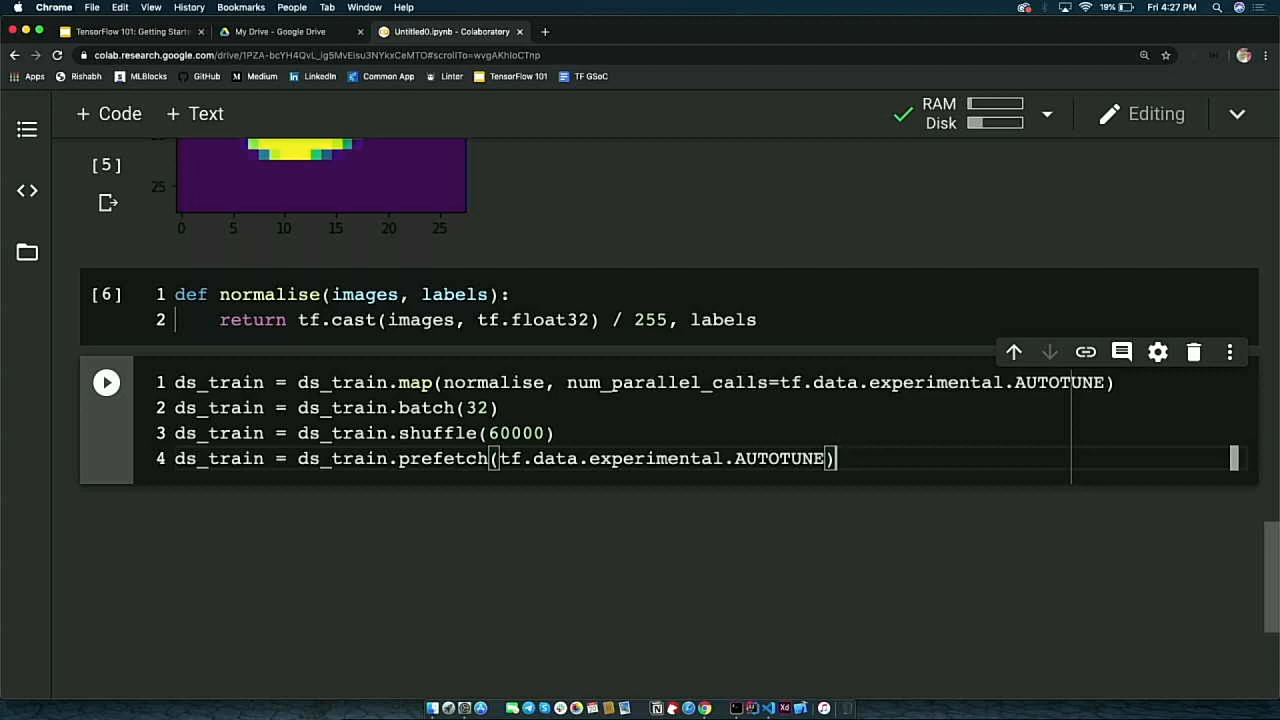 Chrome File Edit View History Bookmarks People Tab Window Help 19% Fri 4:27 PM
TensorFlow 101: Getting Starte My Drive - Google Drive Untitled0.ipynb - Colaboratory
Apps Rishabh MLBlocks GitHub Medium LinkedIn Common App Linter TensorFlow 101 TF GSoC
+ Code + Text RAM Disk Editing
[5]
25
0 5 10 15 20 25
[6] 1 def normalise(images, labels):
2 return tf.cast(images, tf.float32) / 255, labels
1 ds_train = ds_train.map(normalise, num_parallel_calls=tf.data.experimental.AUTOTUNE)
2 ds_train = ds_train.batch(32)
3 ds_train = ds_train.shuffle(60000)
4 ds_train = ds_train.prefetch(tf.data.experimental.AUTOTUNE)